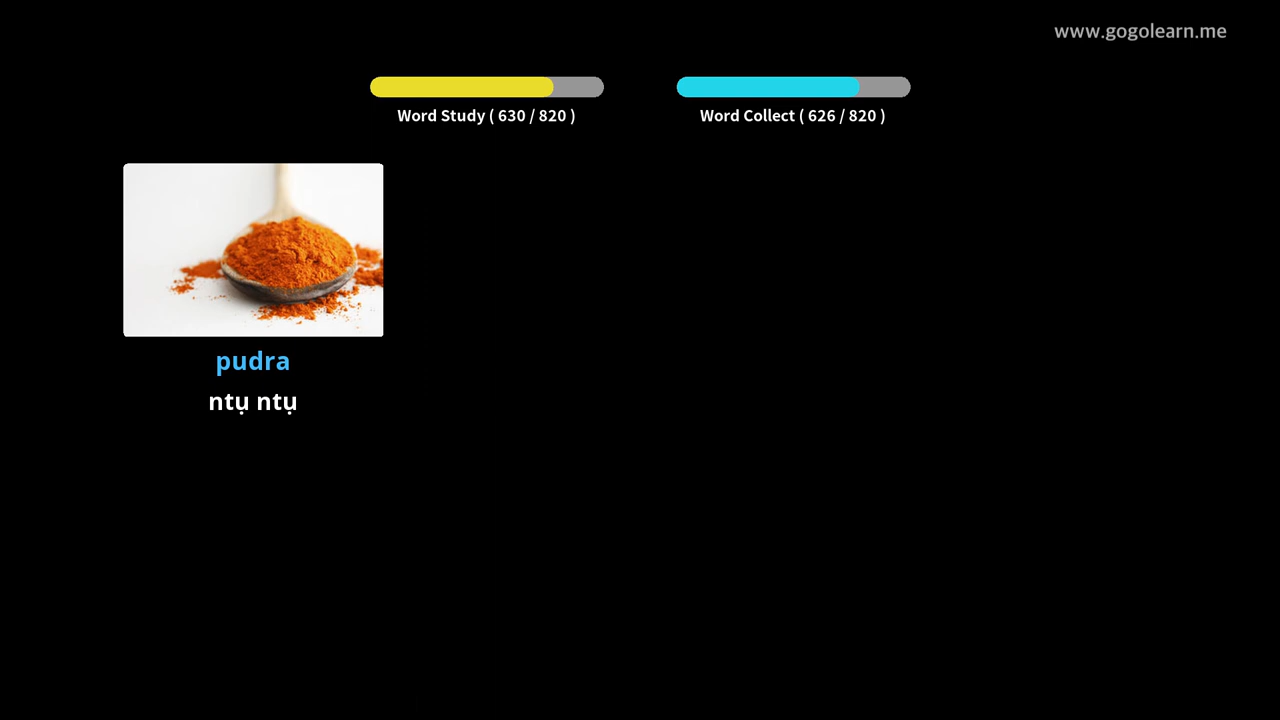 www.gogolearn.me
Word Study ( 630 / 820 )
Word Collect ( 626 / 820 )
pudra
ntụ ntụ